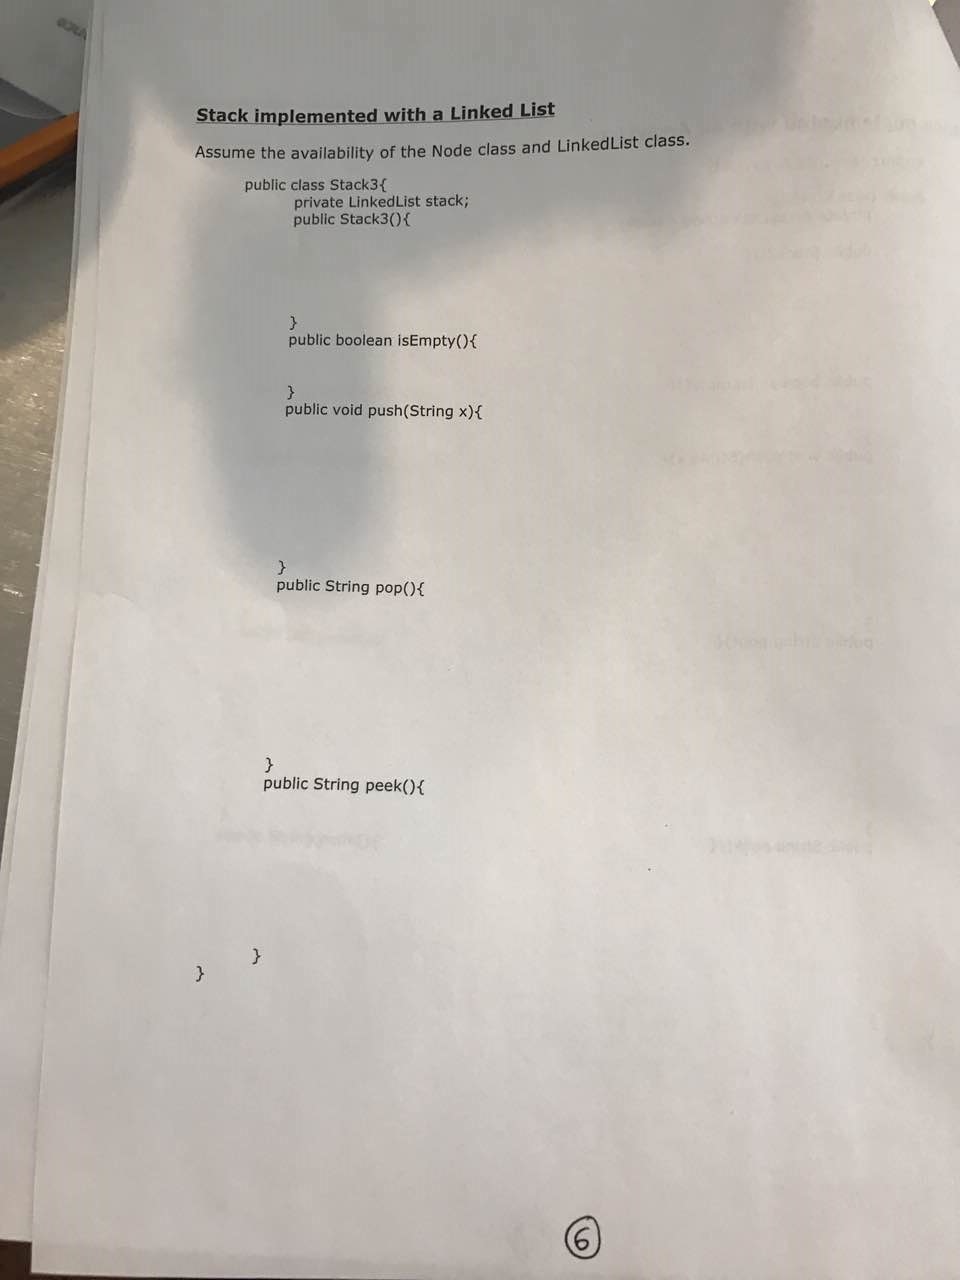 Stack implemented with a Linked List
Assume the availability of the Node class and LinkedList class.
public class Stack3{
private LinkedList stack;
public Stack3(){
}
public boolean isEmpty(){
}
public void push(String x){
}
public String pop(){
}
public String peek(){
}
}
6